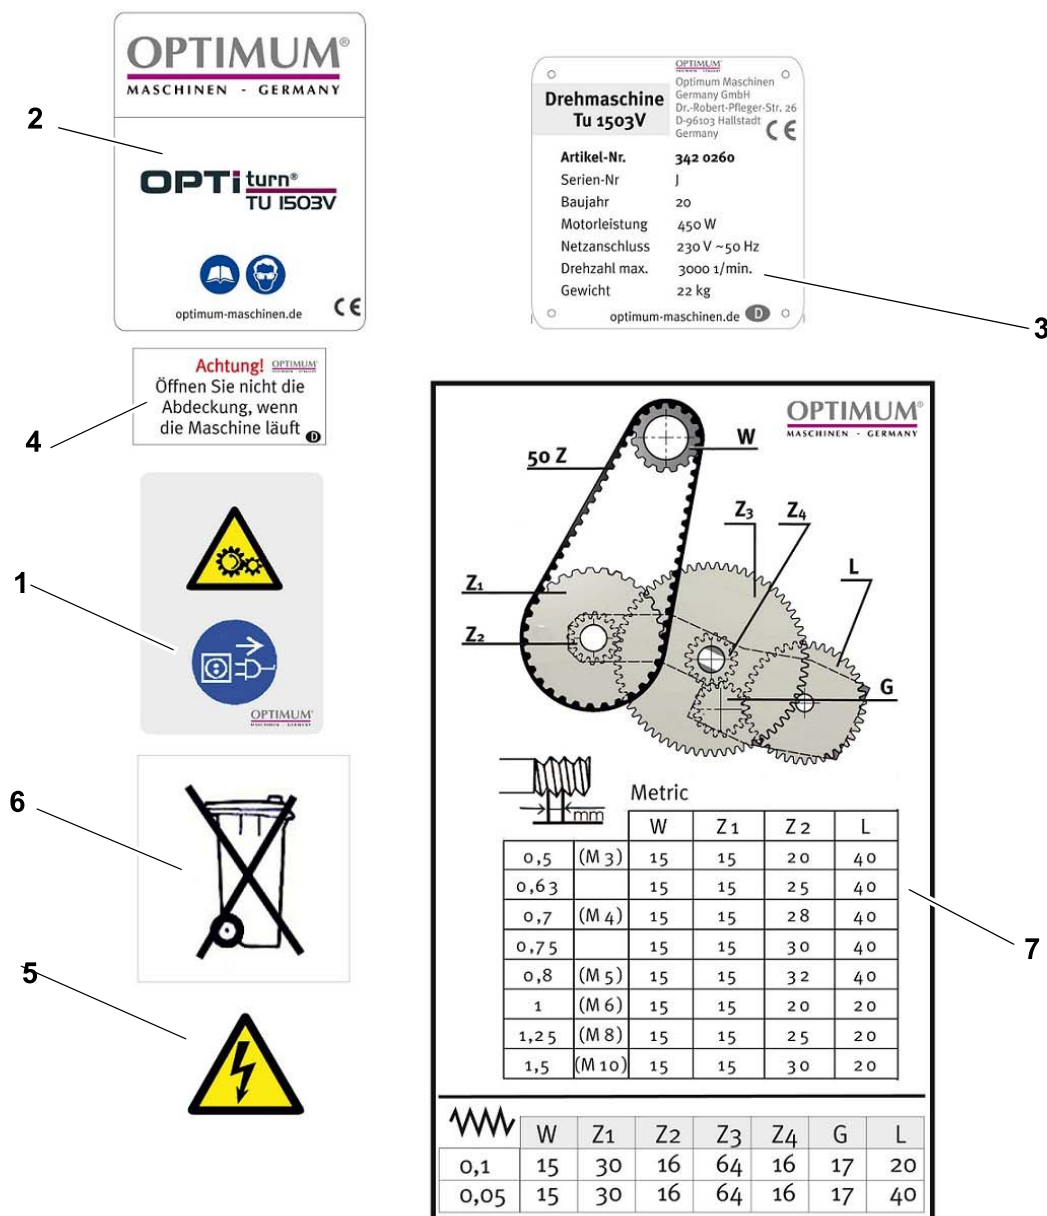 OPTIMUM®
MASCHINEN - GERMANY
2
OPTi turn®
TU 1503V
optimum-maschinen.de CE
OPTIMUM
Drehmaschine
Tu 1503V
Optimum Maschinen
Germany GmbH
Dr.-Robert-Pfleger-Str. 26
D-96103 Hallstadt
Germany CE
Artikel-Nr. 342 0260
Serien-Nr J
Baujahr 20
Motorleistung 450 W
Netzanschluss 230 V ~50 Hz
Drehzahl max. 3000 1/min.
Gewicht 22 kg
optimum-maschinen.de D
3
Achtung! OPTIMUM
Öffnen Sie nicht die
Abdeckung, wenn
die Maschine läuft D
4
1
OPTIMUM®
MASCHINEN - GERMANY
6
5
OPTIMUM®
MASCHINEN - GERMANY
50 Z
W
Z3
Z4
L
Z1
Z2
G
mm
Metric
W Z1 Z2 L
0,5 (M 3) 15 15 20 40
0,63 15 15 25 40
0,7 (M 4) 15 15 28 40
0,75 15 15 30 40
0,8 (M 5) 15 15 32 40
1 (M 6) 15 15 20 20
1,25 (M 8) 15 15 25 20
1,5 (M 10) 15 15 30 20
7
W Z1 Z2 Z3 Z4 G L
0,1 15 30 16 64 16 17 20
0,05 15 30 16 64 16 17 40